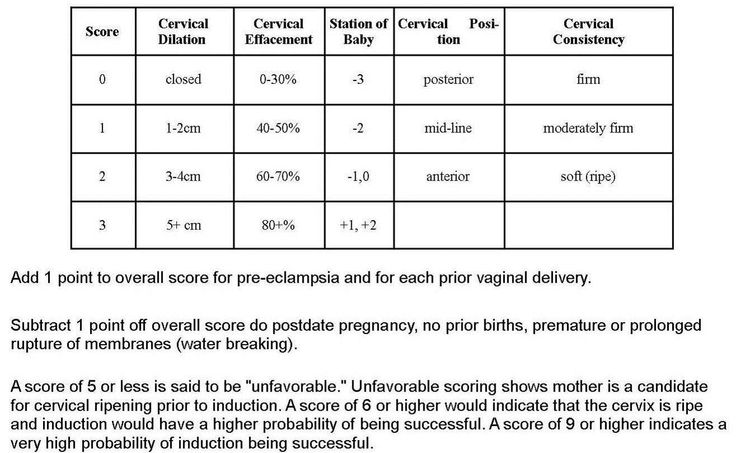 Score Cervical Dilation Cervical Effacement Station of Baby Cervical Posi-tion Cervical Consistency
0 closed 0-30% -3 posterior firm
1 1-2cm 40-50% -2 mid-line moderately firm
2 3-4cm 60-70% -1,0 anterior soft (ripe)
3 5+ cm 80+% +1, +2
Add 1 point to overall score for pre-eclampsia and for each prior vaginal delivery.
Subtract 1 point off overall score do postdate pregnancy, no prior births, premature or prolonged
rupture of membranes (water breaking).
A score of 5 or less is said to be "unfavorable." Unfavorable scoring shows mother is a candidate
for cervical ripening prior to induction. A score of 6 or higher would indicate that the cervix is ripe
and induction would have a higher probability of being successful. A score of 9 or higher indicates a
very high probability of induction being successful.